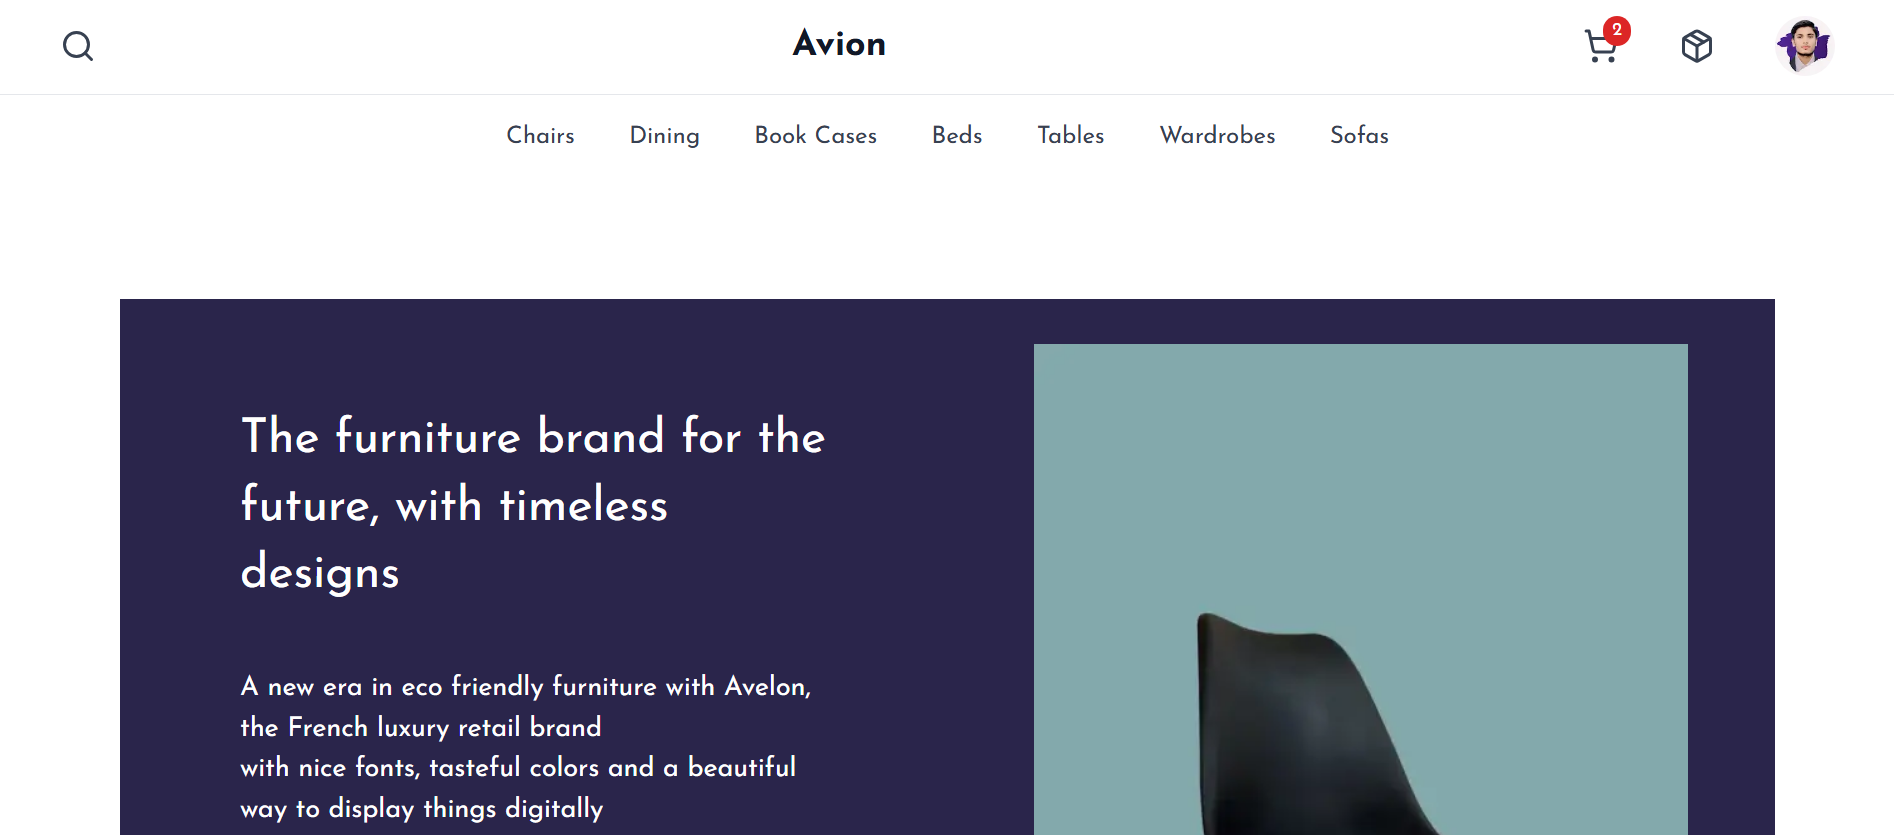 Avion
2
Chairs Dining Book Cases Beds Tables Wardrobes Sofas
The furniture brand for the
future, with timeless
designs
A new era in eco friendly furniture with Avelon,
the French luxury retail brand
with nice fonts, tasteful colors and a beautiful
way to display things digitally